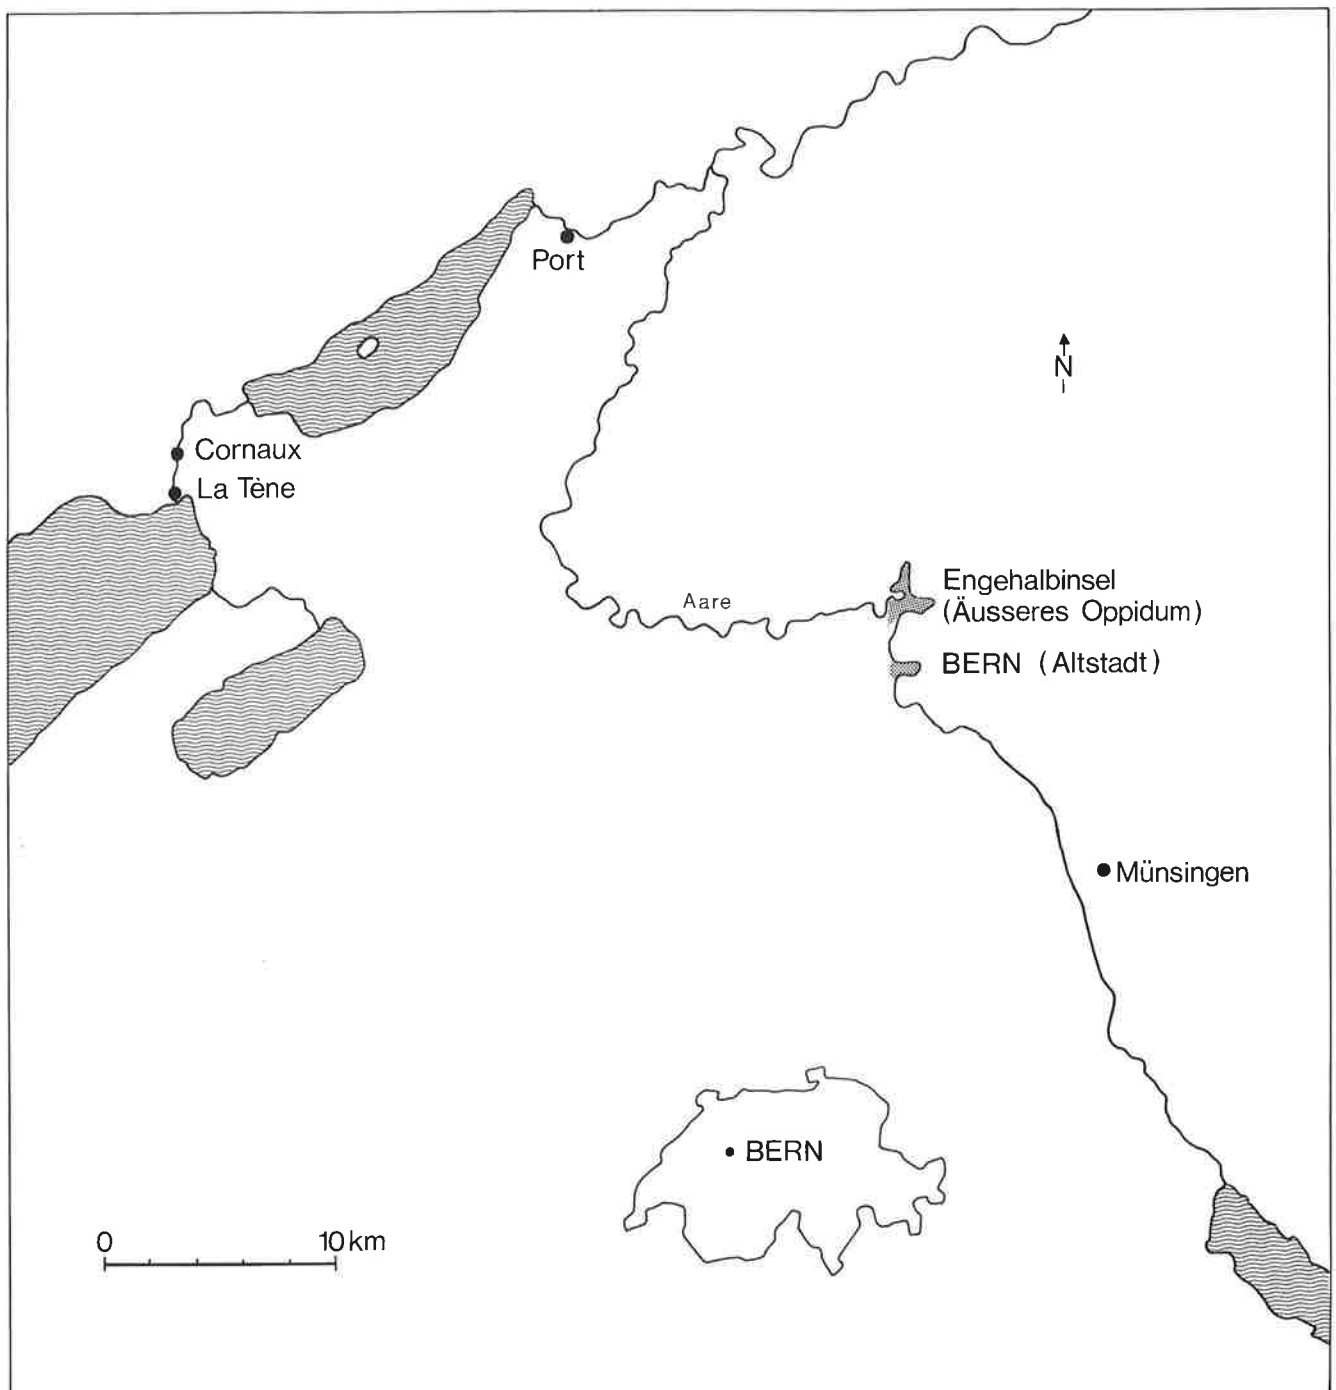 Port
N
Cornaux
La Tène
Aare
Engehalbinsel
(Äusseres Oppidum)
BERN (Altstadt)
Münsingen
BERN
0 10 km